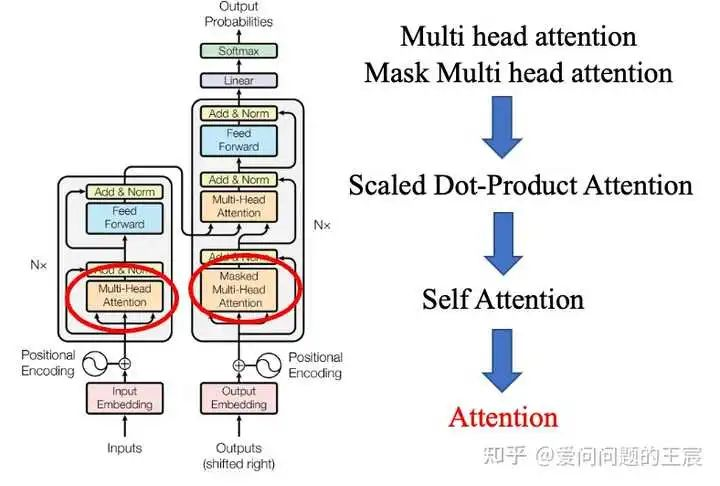 Output
Probabilities
Softmax
Linear
Add & Norm
Feed
Forward
Add & Norm
Multi-Head
Attention
Add & Norm
Masked
Multi-Head
Attention
Nx
Add & Norm
Feed
Forward
Nx
Add & Norm
Multi-Head
Attention
Positional
Encoding
Positional
Encoding
Input
Embedding
Output
Embedding
Inputs
Outputs
(shifted right)
Multi head attention
Mask Multi head attention
Scaled Dot-Product Attention
Self Attention
Attention
知乎 @爱问问题的王宸